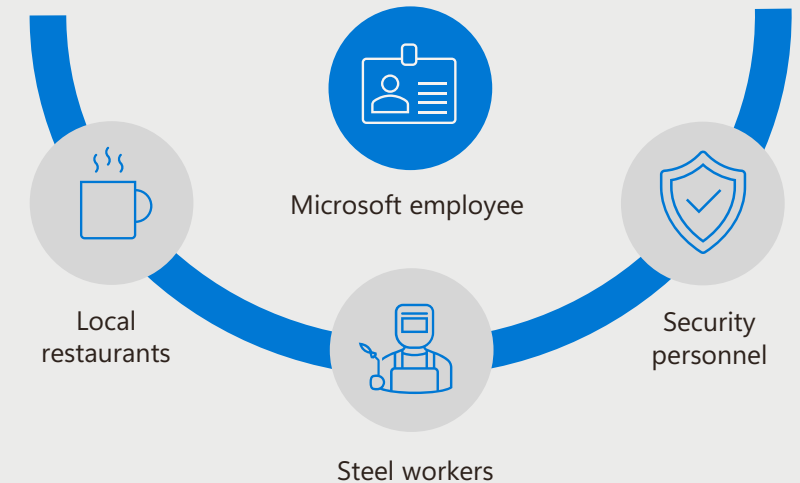 Microsoft employee
Local
restaurants
Security
personnel
Steel workers